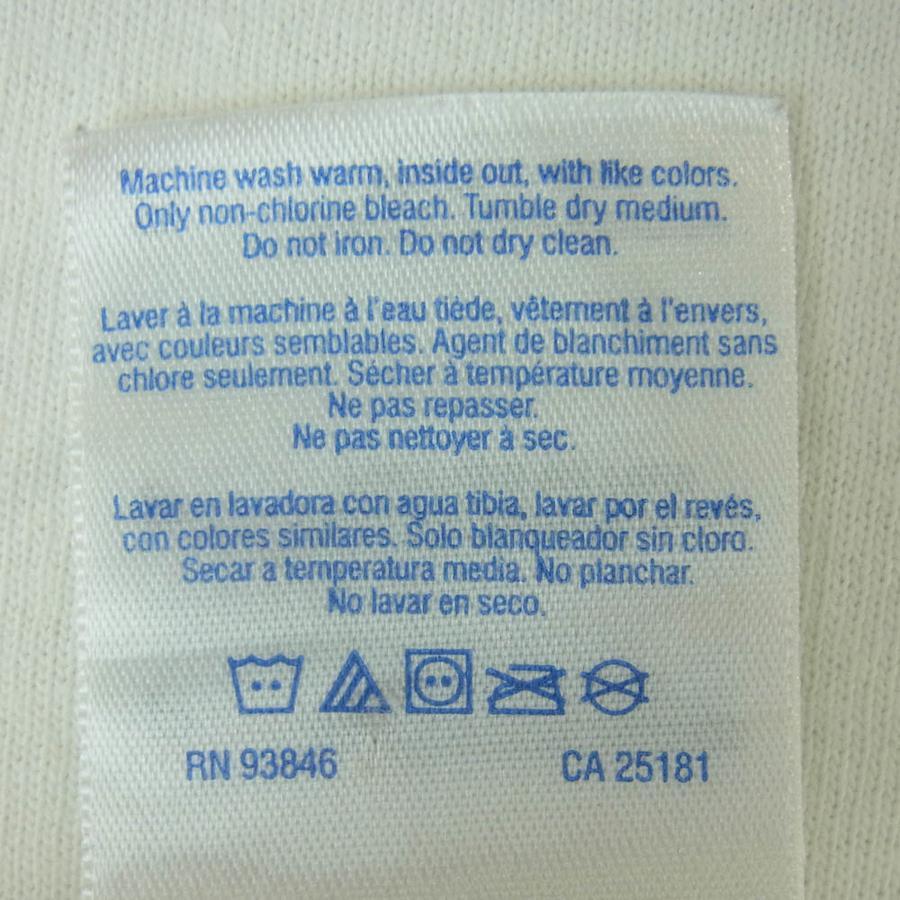 Machine wash warm, inside out, with like colors.
Only non-chlorine bleach. Tumble dry medium.
Do not iron. Do not dry clean.
Laver à la machine à l'eau tiède, vêtement à l'envers,
avec couleurs semblables. Agent de blanchiment sans
chlore seulement. Sécher à température moyenne.
Ne pas repasser.
Ne pas nettoyer à sec.
Lavar en lavadora con agua tibia, lavar por el revés,
con colores similares. Solo blanqueador sin cloro.
Secar a temperatura media. No planchar.
No lavar en seco.
RN 93846 CA 25181